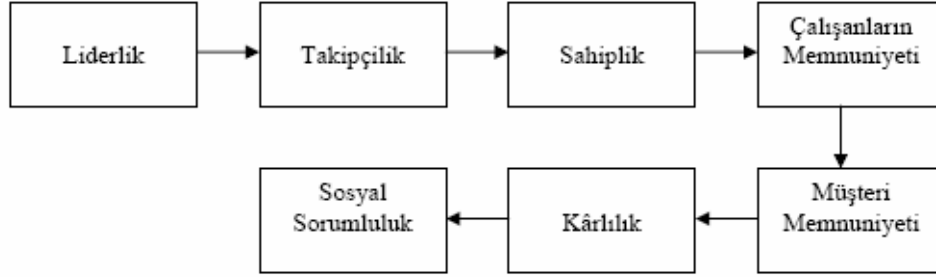 Liderlik
Takipçilik
Sahiplik
Çalışanların
Memnuniyeti
Müşteri
Memnuniyeti
Kârlılık
Sosyal
Sorumluluk